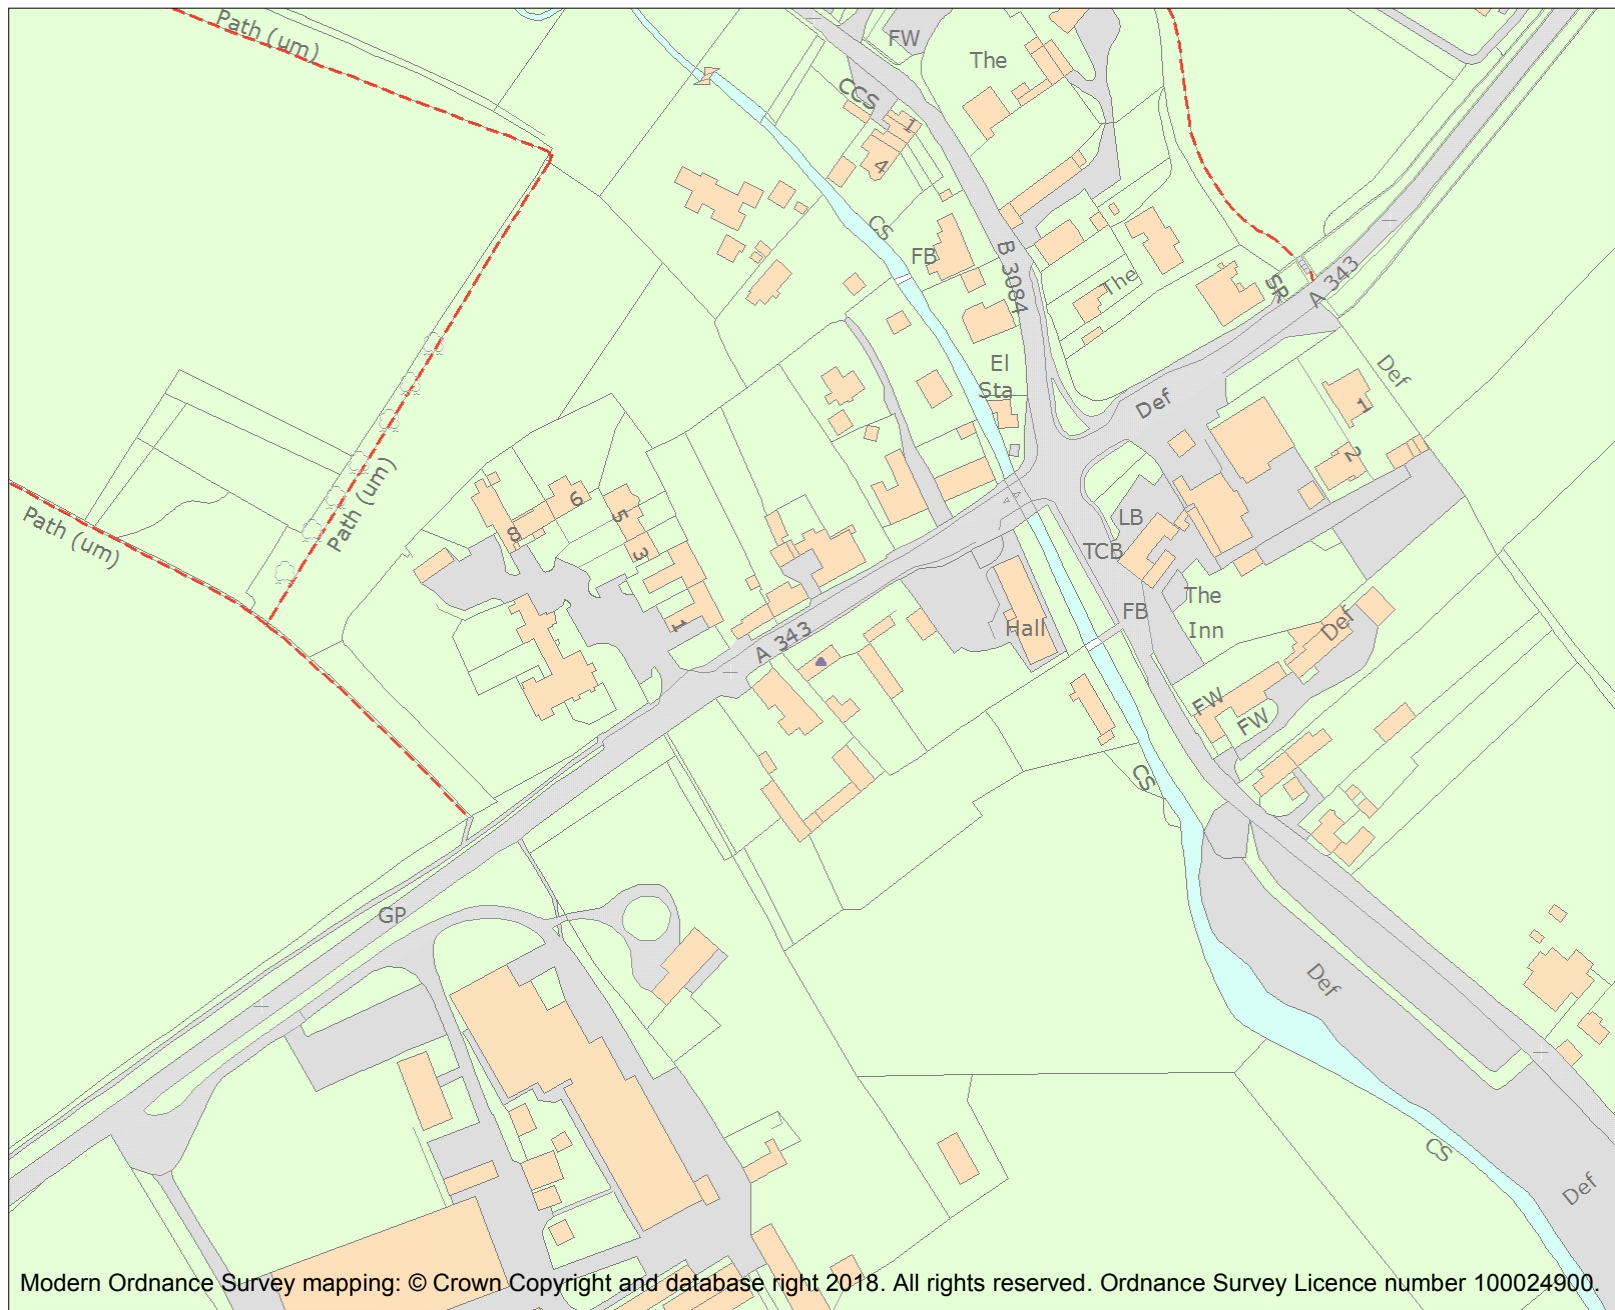 Path (um)
FW
The
CCS
1
4
CS
FB
B 3084
The
SR
A 343
El
Sta
Def
Def
1
2
Path (um)
Path (um)
6
8
5
3
1
LB
TCB
The
Inn
FB
Hall
Def
A 343
FW
FW
CS
GP
Def
CS
Def
Modern Ordnance Survey mapping: © Crown Copyright and database right 2018. All rights reserved. Ordnance Survey Licence number 100024900.